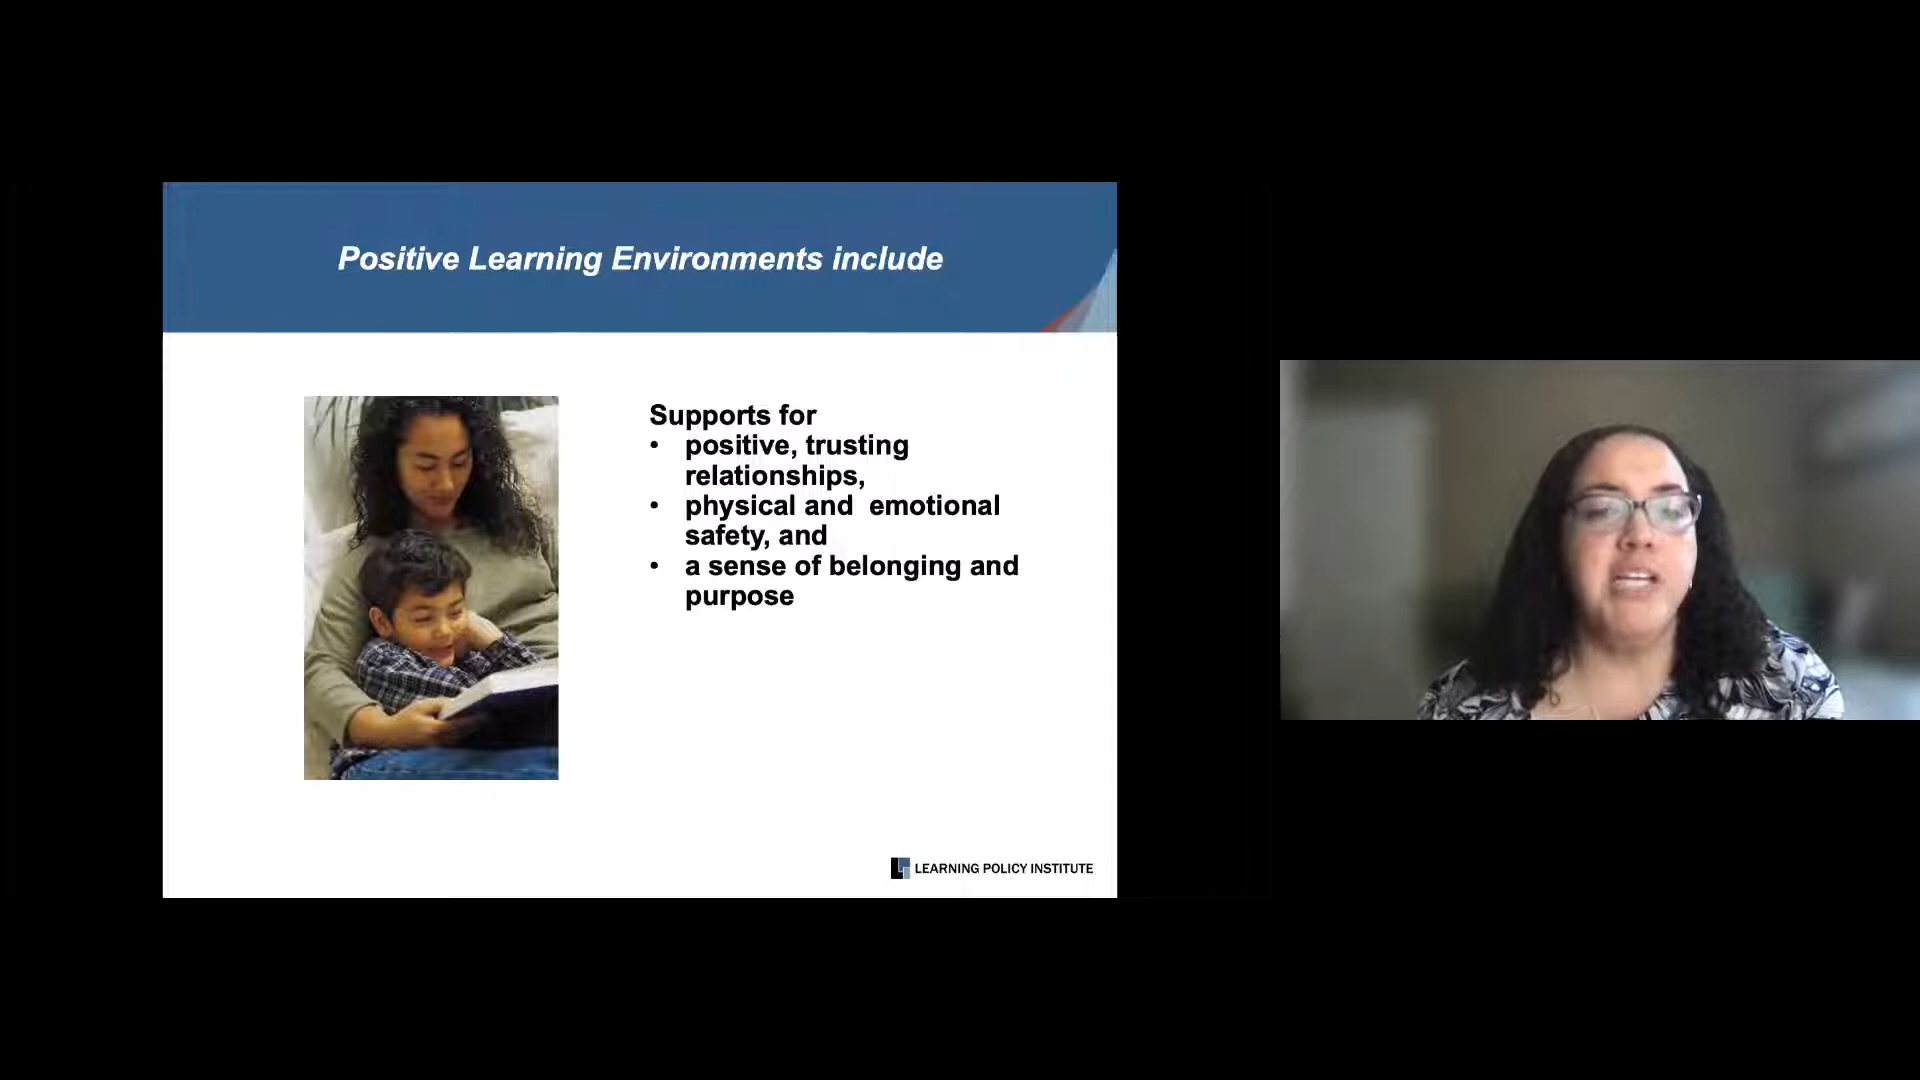 Positive Learning Environments include
Supports for
• positive, trusting
relationships,
• physical and  emotional
safety, and
• a sense of belonging and
purpose
LEARNING POLICY INSTITUTE